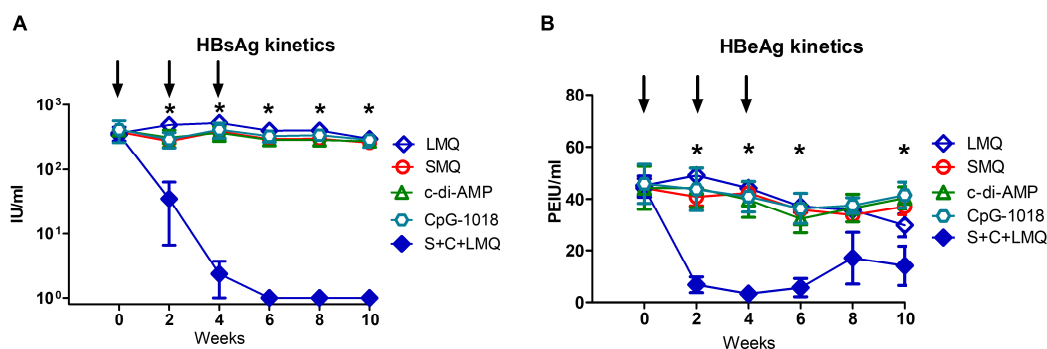 A
HBsAg kinetics
* * * * *
10³
10²
10¹
10⁰
IU/ml
0 2 4 6 8 10
Weeks
LMQ
SMQ
c-di-AMP
CpG-1018
S+C+LMQ
B
HBeAg kinetics
* * * *
80
60
40
20
0
PEIU/ml
0 2 4 6 8 10
Weeks
LMQ
SMQ
c-di-AMP
CpG-1018
S+C+LMQ